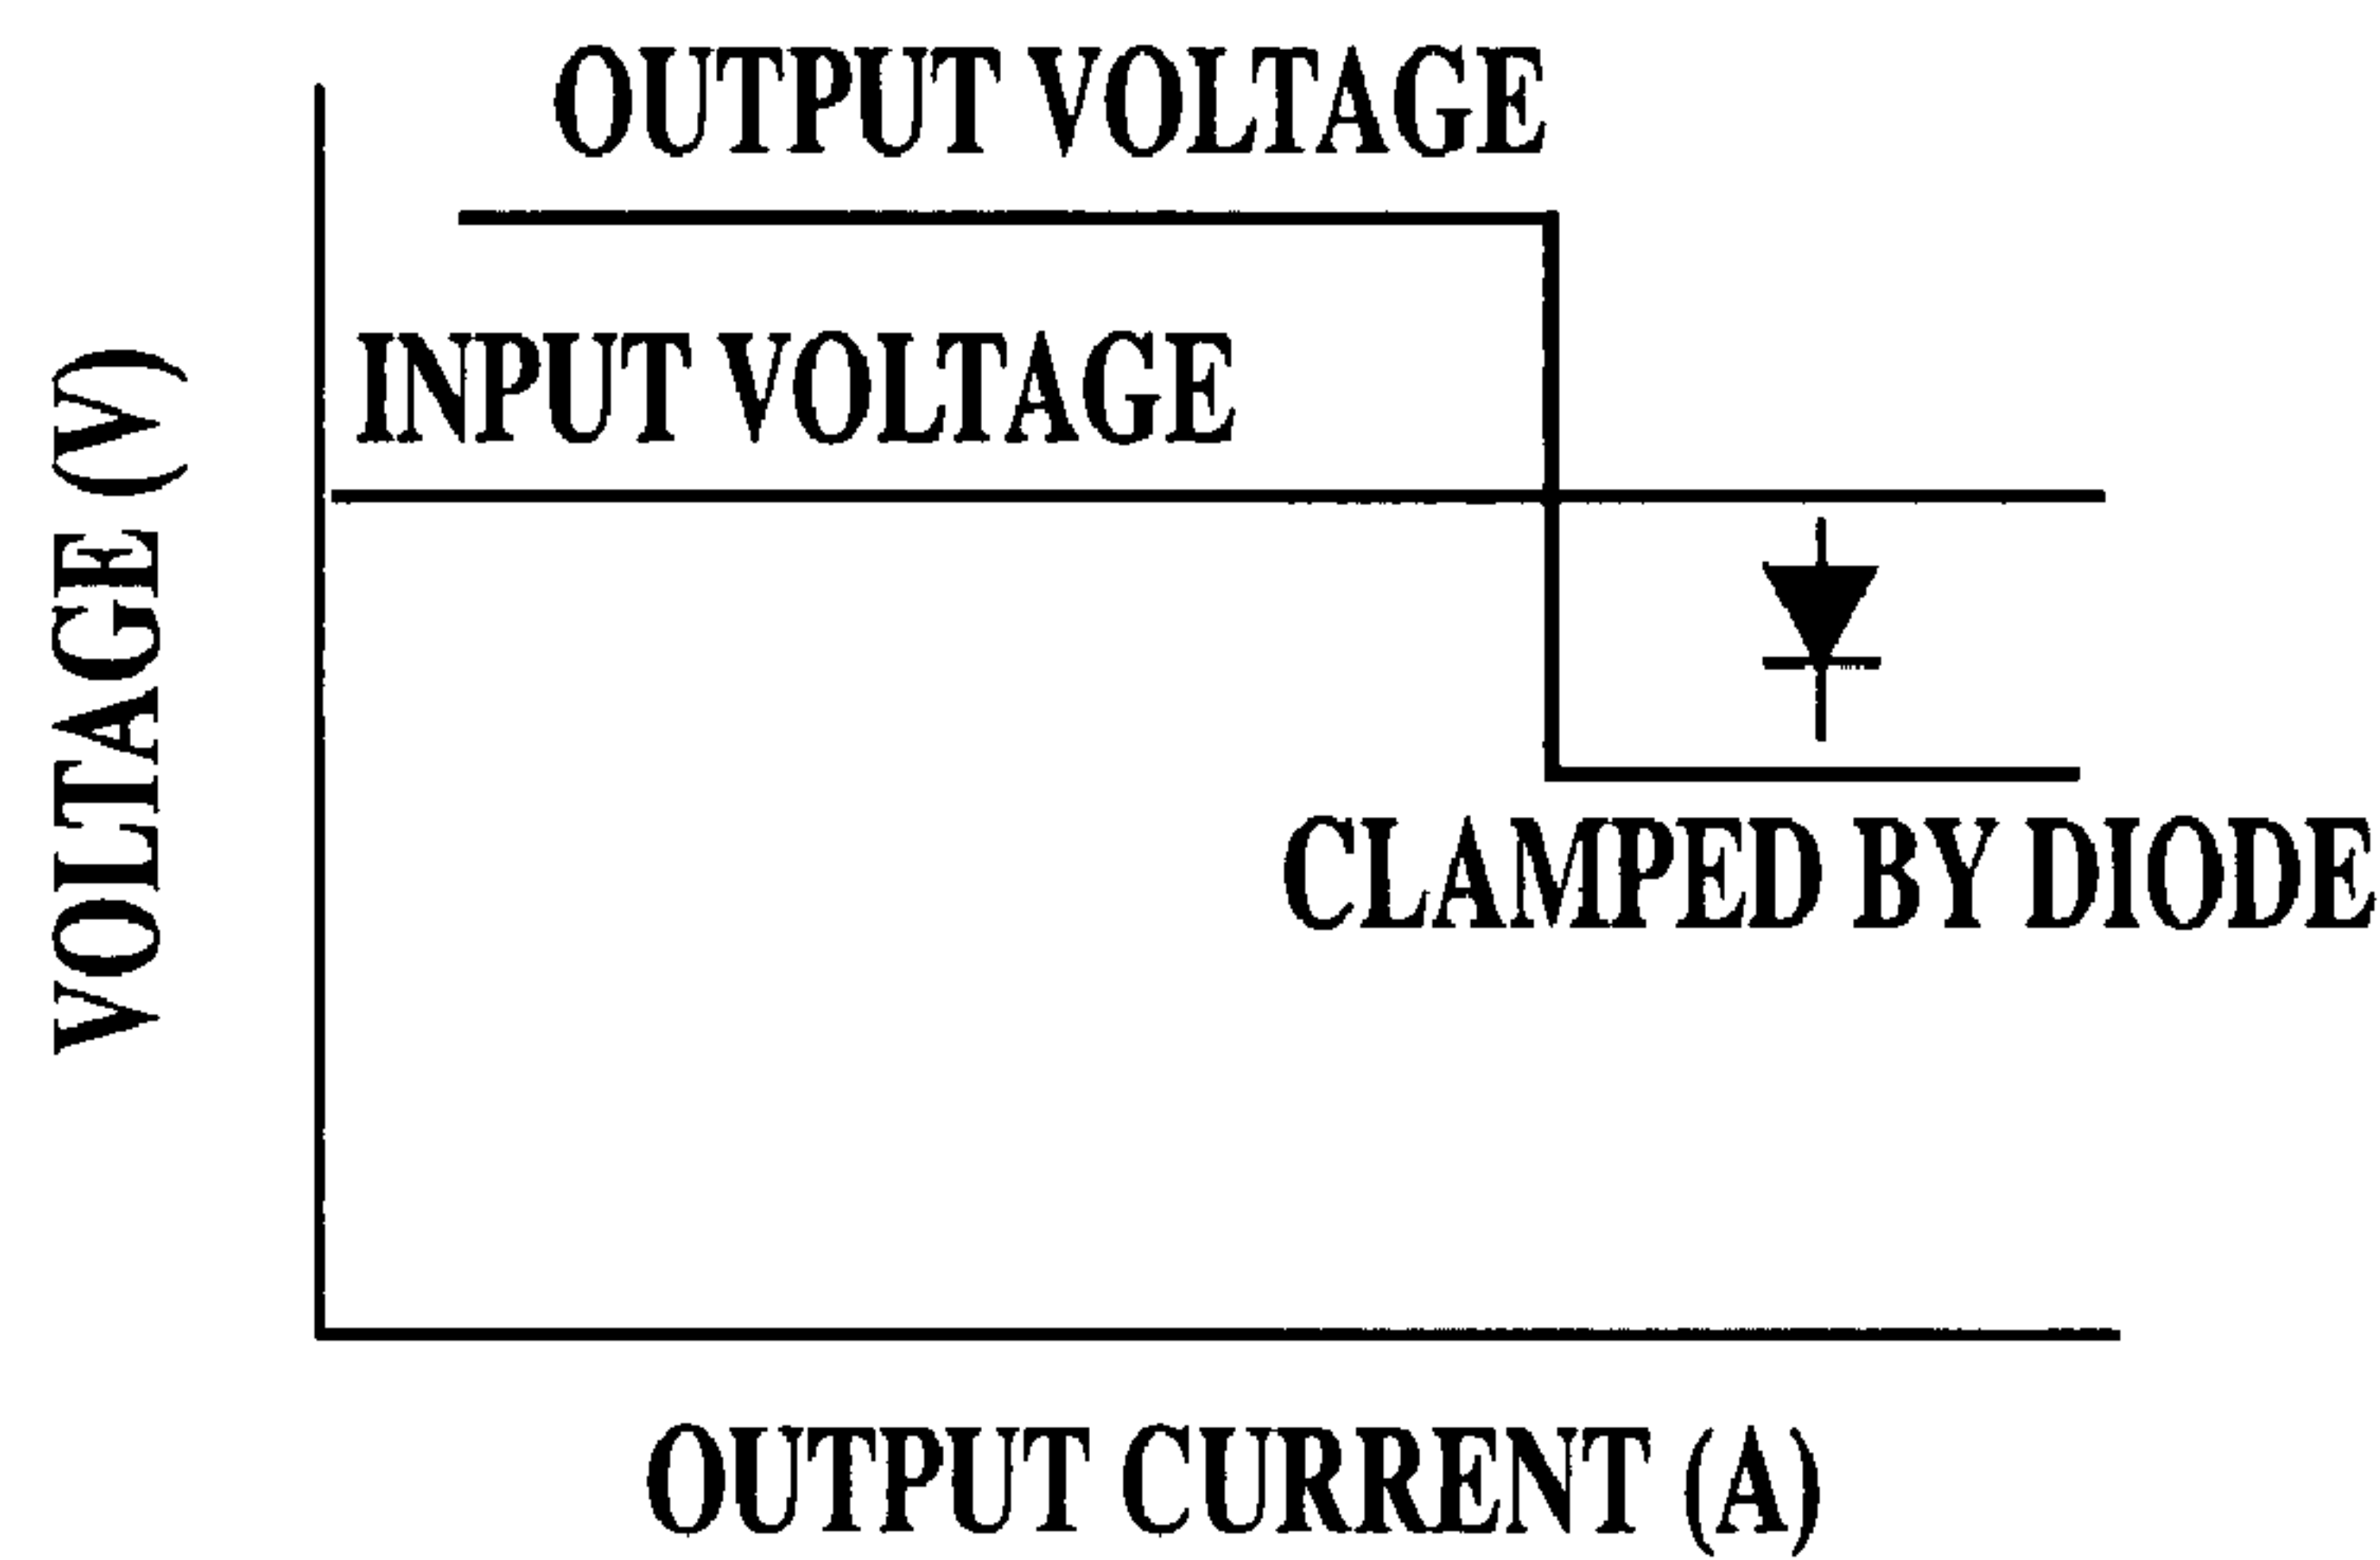 OUTPUT VOLTAGE
INPUT VOLTAGE
VOLTAGE (V)
CLAMPED BY DIODE
OUTPUT CURRENT (A)